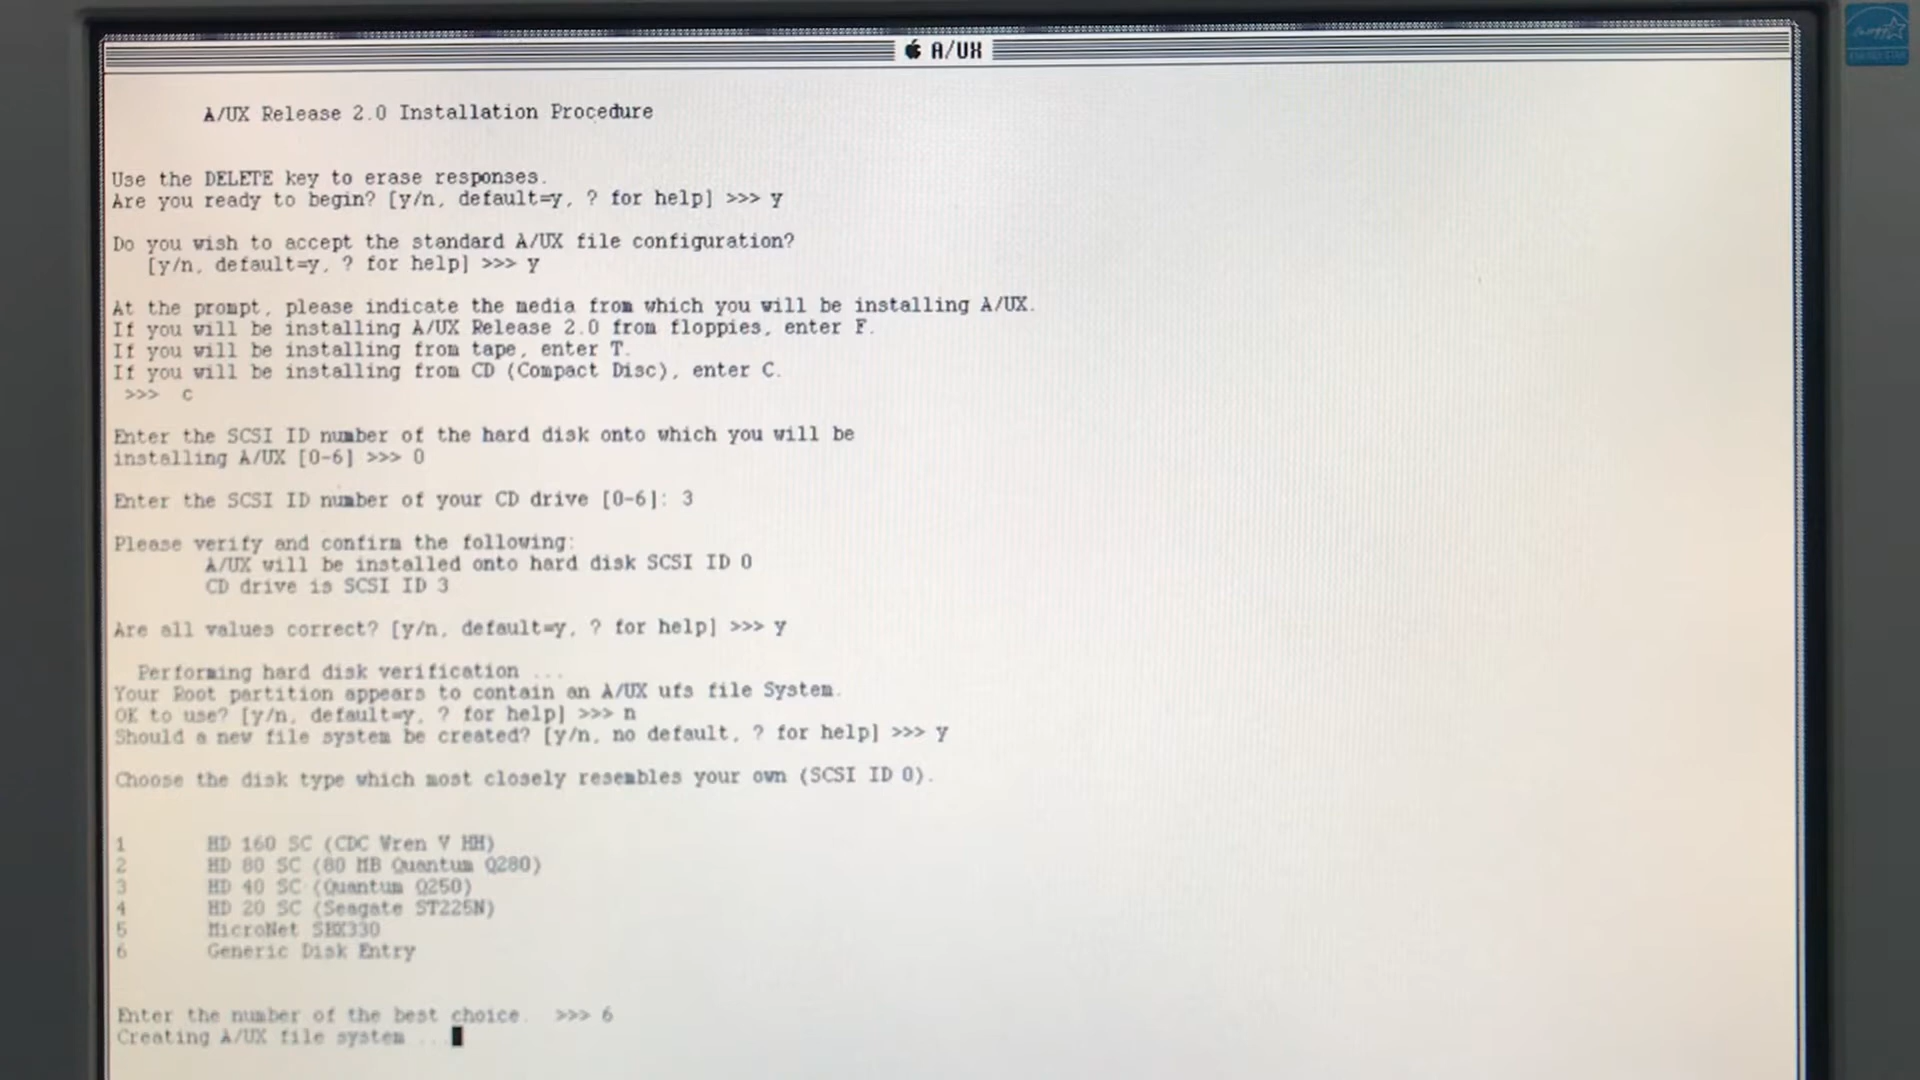 A/UX
A/UX Release 2.0 Installation Procedure
Use the DELETE key to erase responses.
Are you ready to begin? [y/n, default=y, ? for help] >>> y
Do you wish to accept the standard A/UX file configuration?
[y/n, default=y, ? for help] >>> y
At the prompt, please indicate the media from which you will be installing A/UX.
If you will be installing A/UX Release 2.0 from floppies, enter F.
If you will be installing from tape, enter T.
If you will be installing from CD (Compact Disc), enter C.
>>> c
Enter the SCSI ID number of the hard disk onto which you will be
installing A/UX [0-6] >>> 0
Enter the SCSI ID number of your CD drive [0-6]: 3
Please verify and confirm the following:
A/UX will be installed onto hard disk SCSI ID 0
CD drive is SCSI ID 3
Are all values correct? [y/n, default=y, ? for help] >>> y
Performing hard disk verification ...
Your Root partition appears to contain an A/UX ufs file System.
OK to use? [y/n, default=y, ? for help] >>> n
Should a new file system be created? [y/n, no default, ? for help] >>> y
Choose the disk type which most closely resembles your own (SCSI ID 0).
1 HD 160 SC (CDC Wren V HH)
2 HD 80 SC (80 MB Quantum Q280)
3 HD 40 SC (Quantum Q250)
4 HD 20 SC (Seagate ST225N)
5 MicroNet SBX330
6 Generic Disk Entry
Enter the number of the best choice. >>> 6
Creating A/UX file system ...